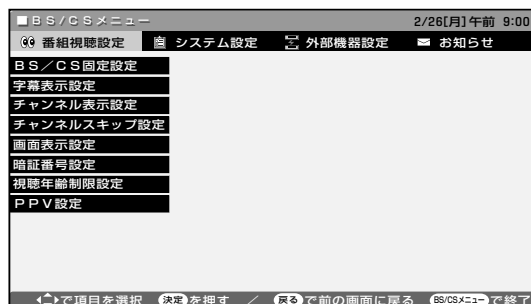 ■BS/CSメニュー 2/26[月]午前 9:00
番組視聴設定 システム設定 外部機器設定 お知らせ
BS/CS固定設定
字幕表示設定
チャンネル表示設定
チャンネルスキップ設定
画面表示設定
暗証番号設定
視聴年齢制限設定
PPV設定
で項目を選択 決定を押す / 戻るで前の画面に戻る BS/CSメニューで終了